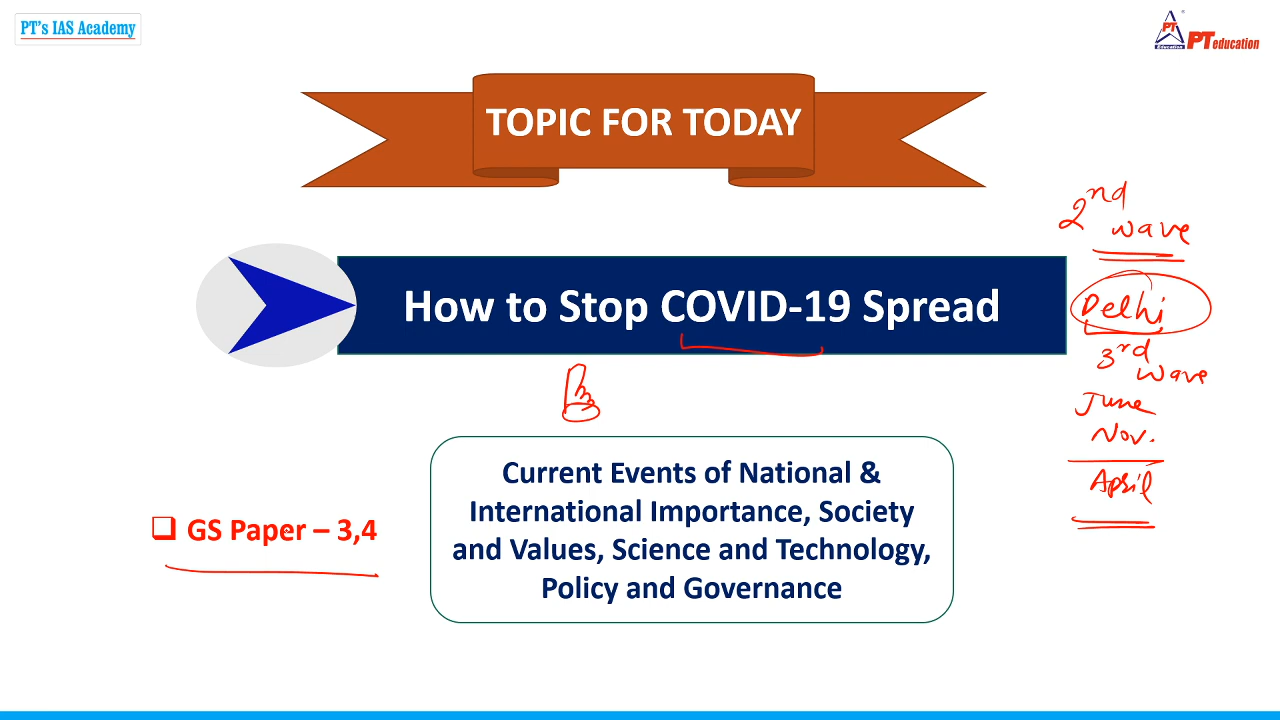 PT's IAS Academy
PT
Education
PT education
TOPIC FOR TODAY
2nd
wave
How to Stop COVID-19 Spread
Delhi
3rd
wave
June
Nov.
April
Current Events of National &
International Importance, Society
and Values, Science and Technology,
Policy and Governance
GS Paper – 3,4